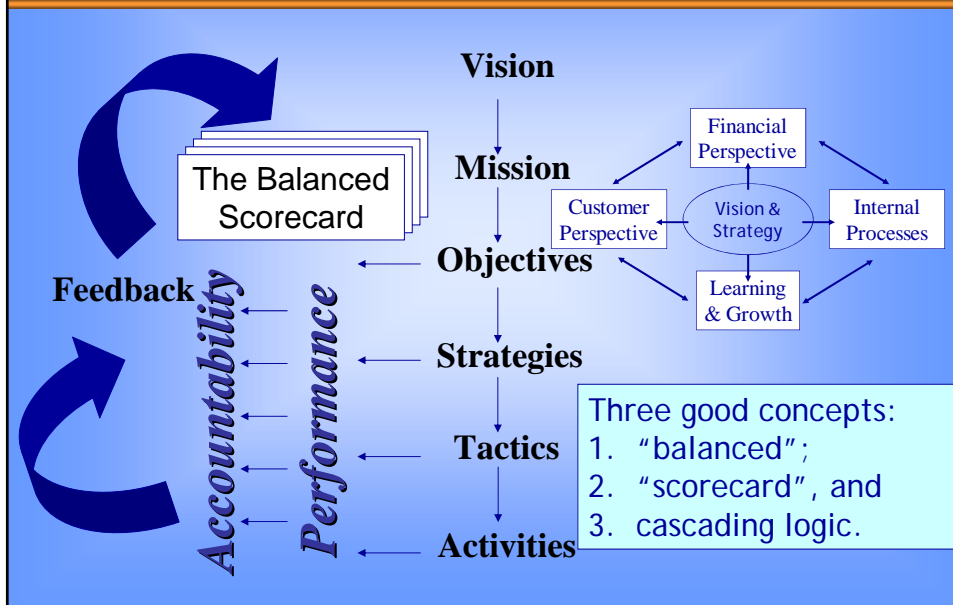 Vision
Mission
Objectives
Strategies
Tactics
Activities
The Balanced
Scorecard
Feedback
Accountability
Performance
Financial
Perspective
Customer
Perspective
Vision &
Strategy
Internal
Processes
Learning
& Growth
Three good concepts:
1. “balanced”;
2. “scorecard”, and
3. cascading logic.